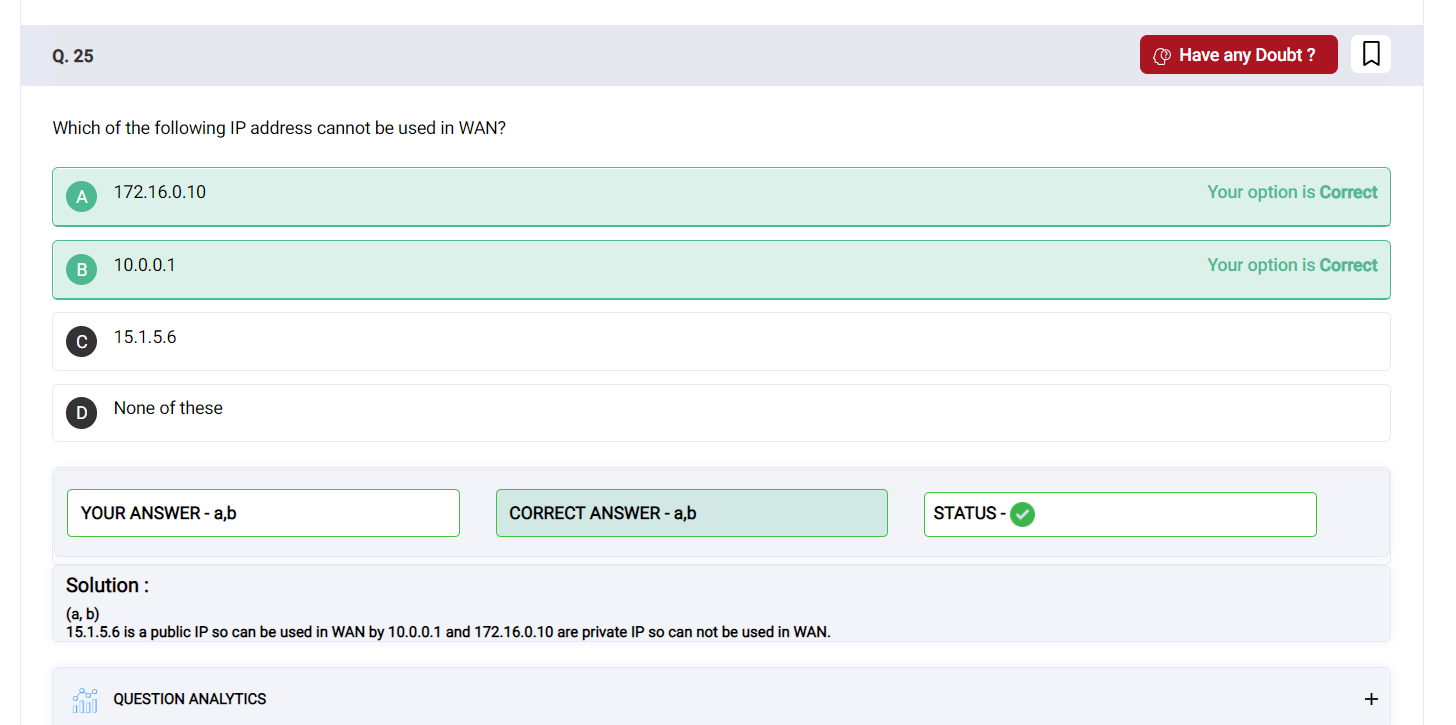 Q. 25
Have any Doubt ?
Which of the following IP address cannot be used in WAN?
A 172.16.0.10 Your option is Correct
B 10.0.0.1 Your option is Correct
C 15.1.5.6
D None of these
YOUR ANSWER - a,b CORRECT ANSWER - a,b STATUS -
Solution :
(a, b)
15.1.5.6 is a public IP so can be used in WAN by 10.0.0.1 and 172.16.0.10 are private IP so can not be used in WAN.
QUESTION ANALYTICS +